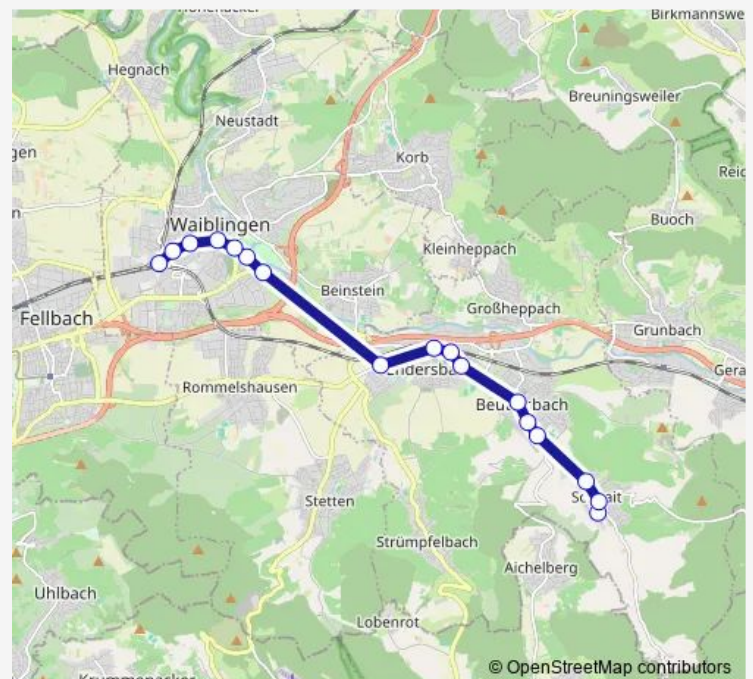 Birkmannswe
Hegnach
Breuningsweiler
Neustadt
gen
Korb
Reic
n
Waiblingen
Buoch
Kleinheppach
Beinstein
Großheppach
Fellbach
Grunbach
Gera
Rommelshausen
Stetten
Strümpfelbach
Aichelberg
Uhlbach
Lobenrot
© OpenStreetMap contributors